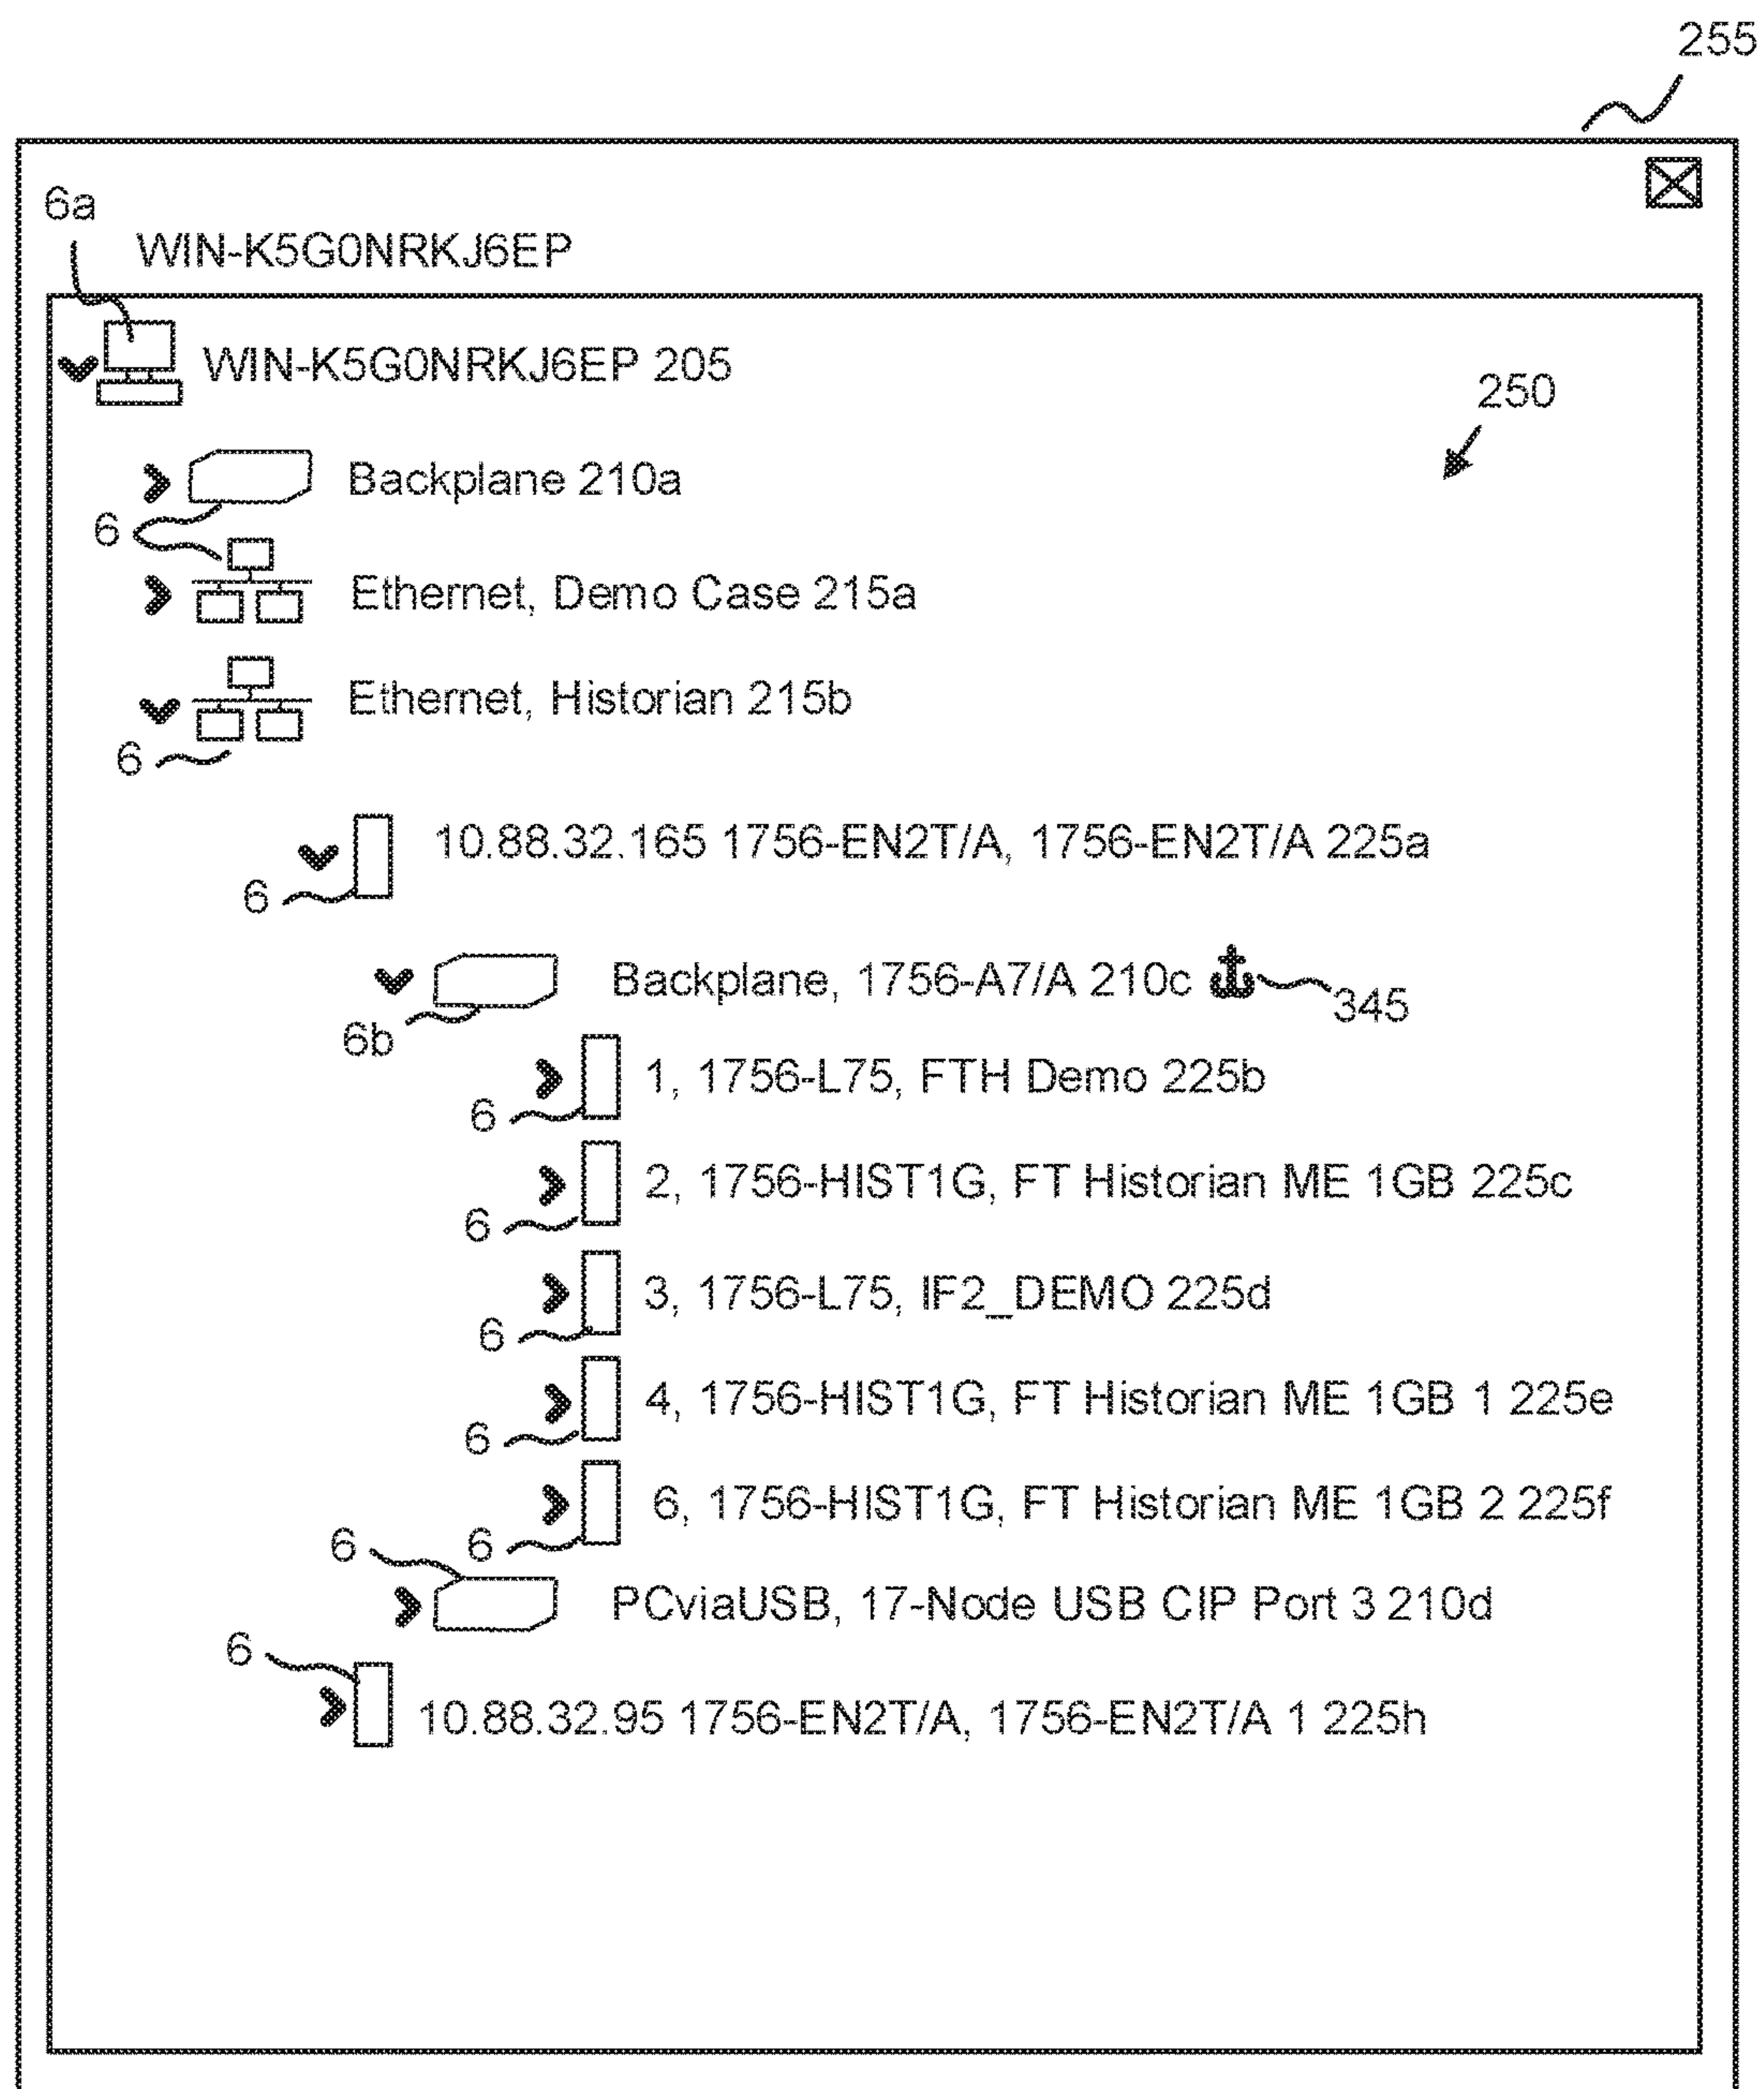 255
6a
WIN-K5G0NRKJ6EP
WIN-K5G0NRKJ6EP 205
250
Backplane 210a
6
Ethernet, Demo Case 215a
Ethernet, Historian 215b
6
10.88.32.165 1756-EN2T/A, 1756-EN2T/A 225a
6
Backplane, 1756-A7/A 210c
345
6b
1, 1756-L75, FTH Demo 225b
6
2, 1756-HIST1G, FT Historian ME 1GB 225c
6
3, 1756-L75, IF2_DEMO 225d
6
4, 1756-HIST1G, FT Historian ME 1GB 1 225e
6
6, 1756-HIST1G, FT Historian ME 1GB 2 225f
6 6
PCviaUSB, 17-Node USB CIP Port 3 210d
6
10.88.32.95 1756-EN2T/A, 1756-EN2T/A 1 225h